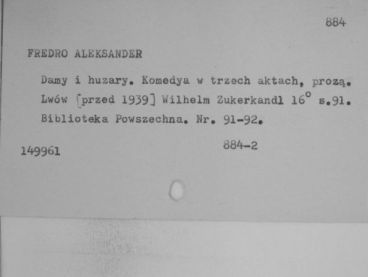 884
FREDRO ALEKSANDER
Damy i huzary. Komedya w trzech aktach, prozą.
Lwów [przed 1939] Wilhelm Zukerkandl 16° s.91.
Biblioteka Powszechna. Nr. 91-92.
149961 884-2